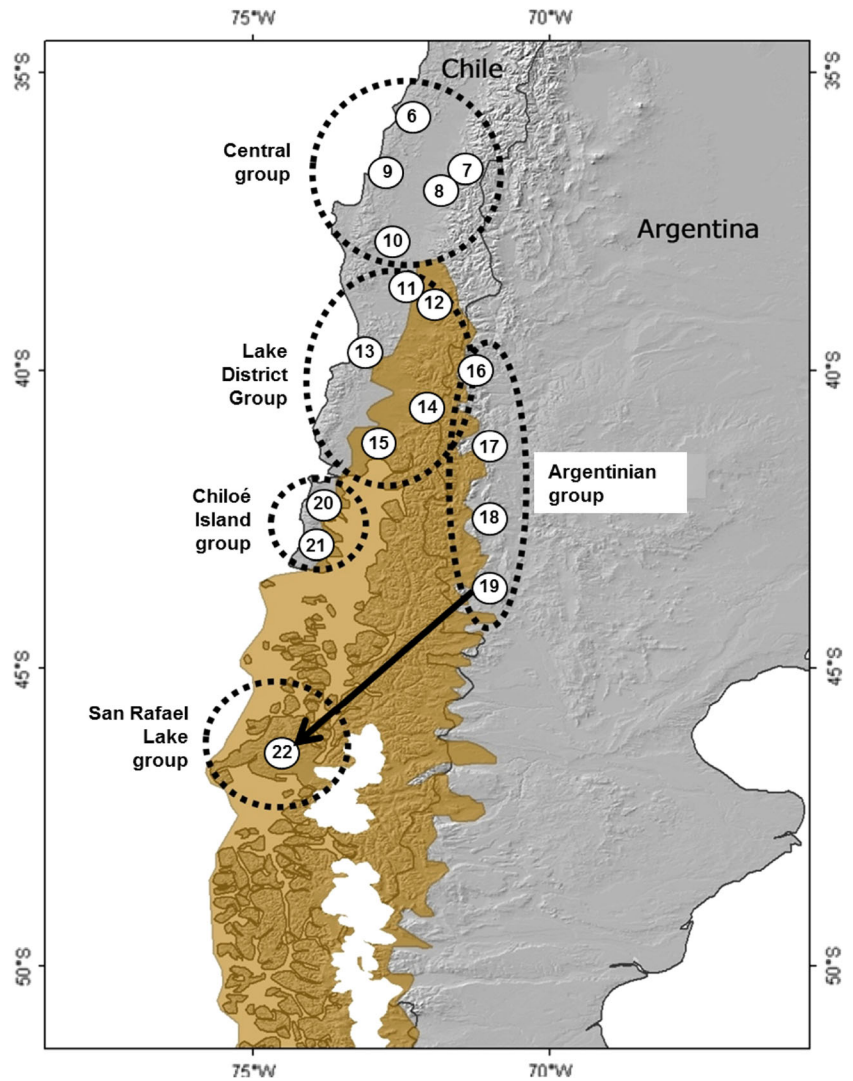 75°W
70°W
35°S
35°S
Chile
6
Central
group
9
7
8
Argentina
10
11
12
13
Lake
District
Group
40°S
40°S
16
14
15
17
Argentinian
group
Chiloé
Island
group
20
21
18
19
45°S
45°S
San Rafael
Lake
group
22
50°S
50°S
75°W
70°W